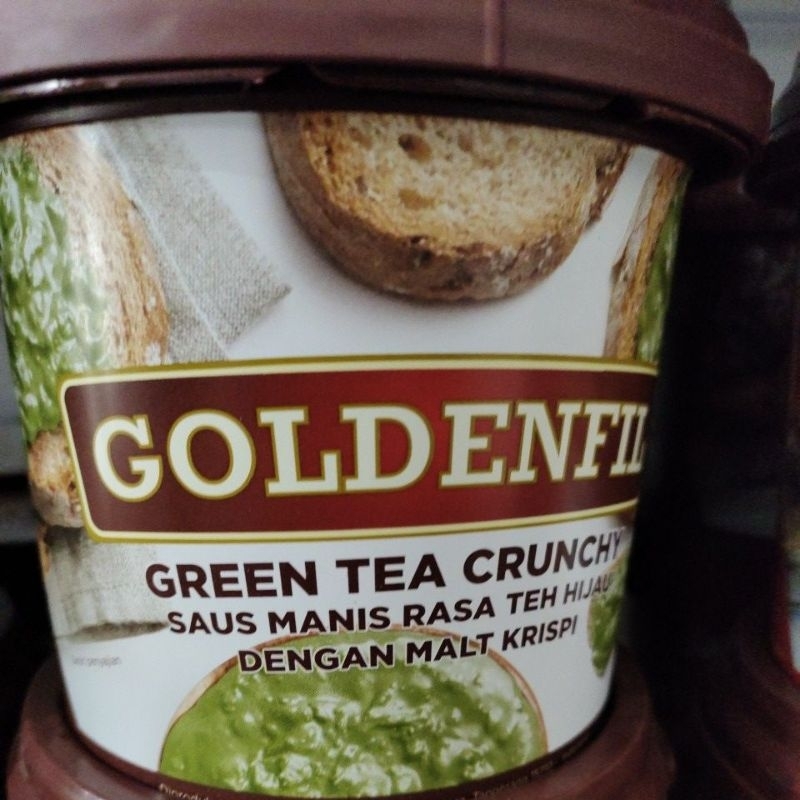 GOLDENFIL
GREEN TEA CRUNCHY
SAUS MANIS RASA TEH HIJAU
DENGAN MALT KRISPI